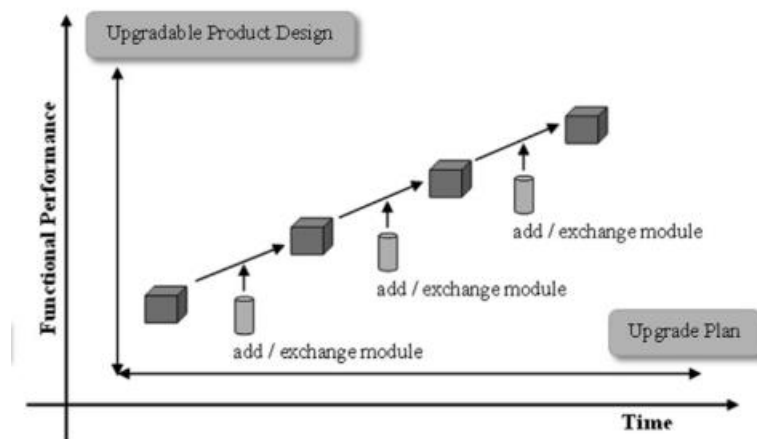 Upgradable Product Design
Functional Performance
add / exchange module
add / exchange module
add / exchange module
Upgrade Plan
Time